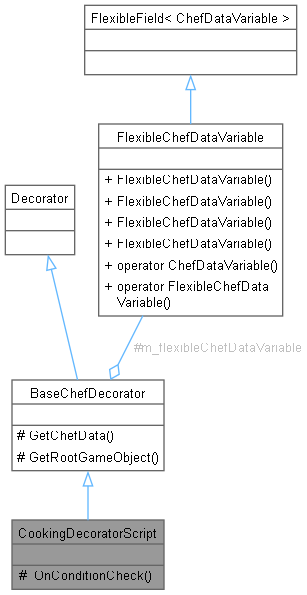 FlexibleField< ChefDataVariable >
FlexibleChefDataVariable
+ FlexibleChefDataVariable()
+ FlexibleChefDataVariable()
+ FlexibleChefDataVariable()
+ FlexibleChefDataVariable()
+ operator ChefDataVariable()
+ operator FlexibleChefData
Variable()
Decorator
#m_flexibleChefDataVariable
BaseChefDecorator
# GetChefData()
# GetRootGameObject()
CookingDecoratorScript
# OnConditionCheck()